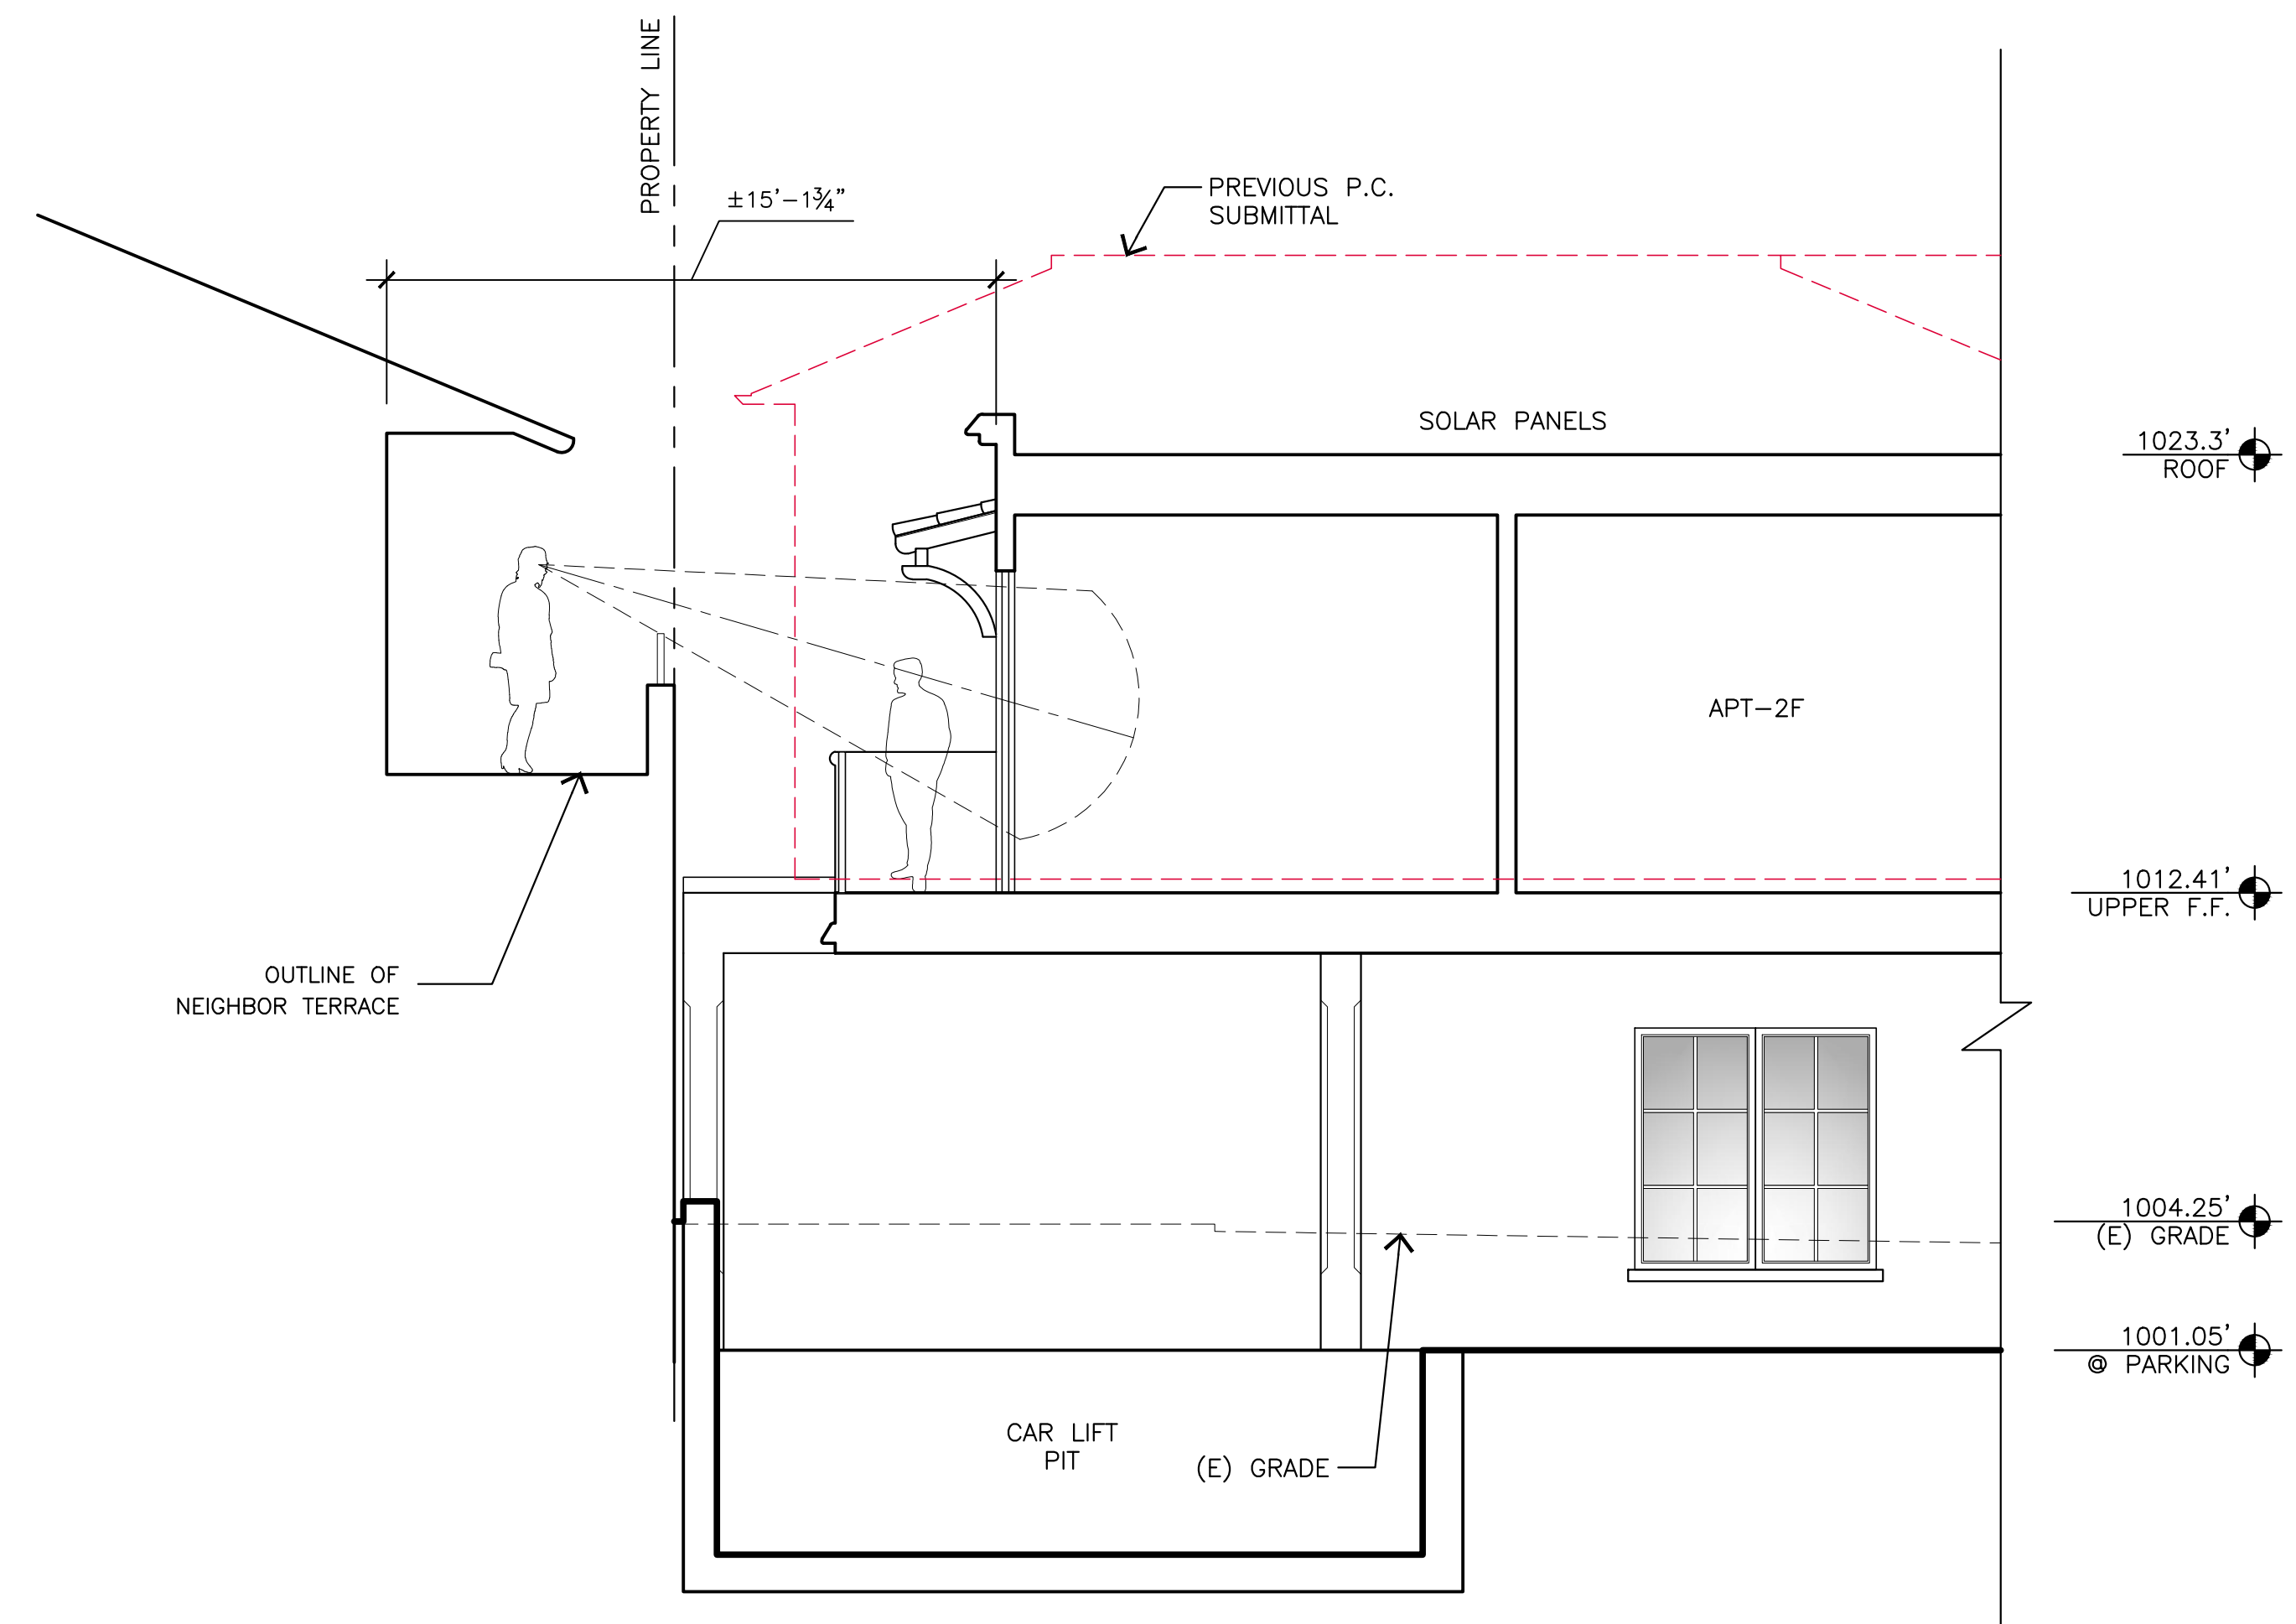 PROPERTY LINE
±15'-1¾"
PREVIOUS P.C.
SUBMITTAL
SOLAR PANELS
1023.3'
ROOF
APT-2F
1012.41'
UPPER F.F.
OUTLINE OF
NEIGHBOR TERRACE
1004.25'
(E) GRADE
1001.05'
@ PARKING
CAR LIFT
PIT
(E) GRADE